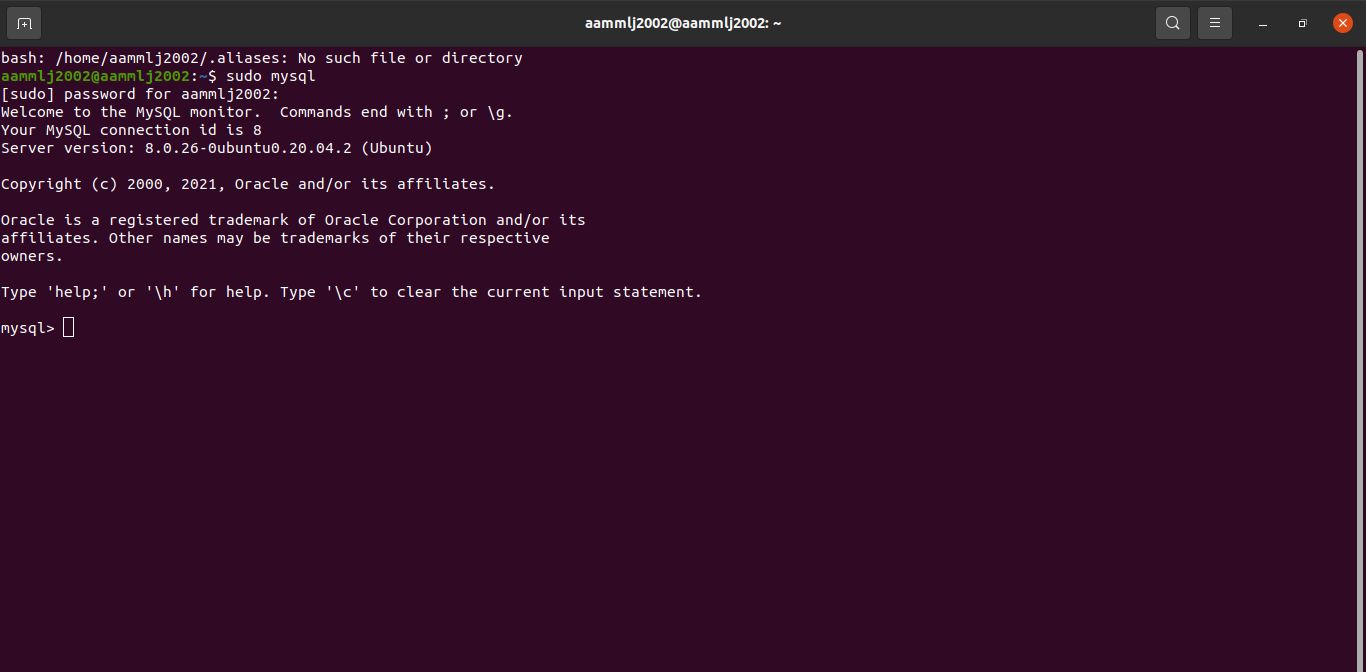 aammlj2002@aammlj2002: ~
bash: /home/aammlj2002/.aliases: No such file or directory
aammlj2002@aammlj2002:~$ sudo mysql
[sudo] password for aammlj2002:
Welcome to the MySQL monitor.  Commands end with ; or \g.
Your MySQL connection id is 8
Server version: 8.0.26-0ubuntu0.20.04.2 (Ubuntu)
Copyright (c) 2000, 2021, Oracle and/or its affiliates.
Oracle is a registered trademark of Oracle Corporation and/or its
affiliates. Other names may be trademarks of their respective
owners.
Type 'help;' or '\h' for help. Type '\c' to clear the current input statement.
mysql>